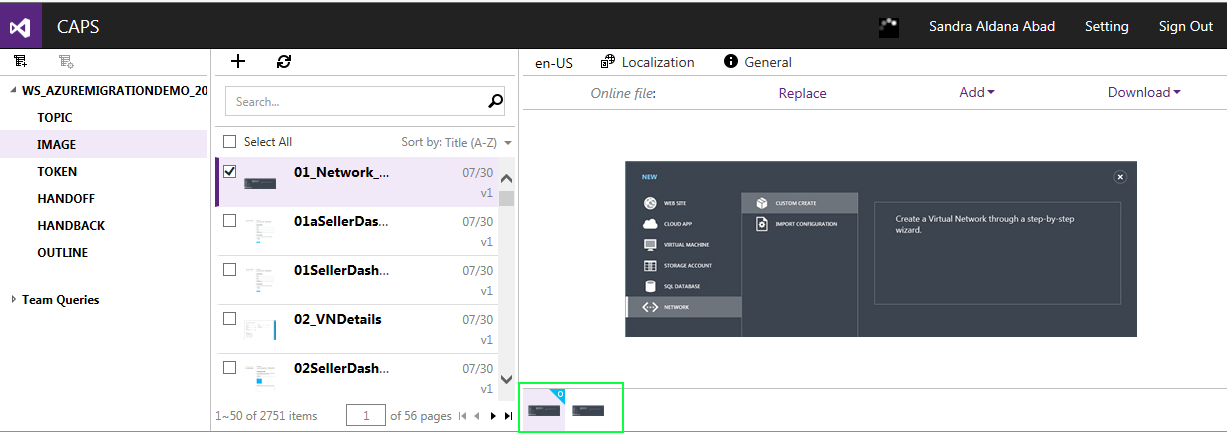 CAPS Sandra Aldana Abad Setting Sign Out
en-US Localization General
WS_AZUREMIGRATIONDEMO_20
TOPIC
IMAGE
TOKEN
HANDOFF
HANDBACK
OUTLINE
Team Queries
Search...
Select All Sort by: Title (A-Z)
01_Network_... 07/30
v1
01aSellerDas... 07/30
v1
01SellerDash... 07/30
v1
02_VNDetails 07/30
v1
02SellerDash... 07/30
v1
1~50 of 2751 items 1 of 56 pages
Online file: Replace Add Download
NEW
WEB SITE
CLOUD APP
VIRTUAL MACHINE
STORAGE ACCOUNT
SQL DATABASE
NETWORK
CUSTOM CREATE
IMPORT CONFIGURATION
Create a Virtual Network through a step-by-step
wizard.
O